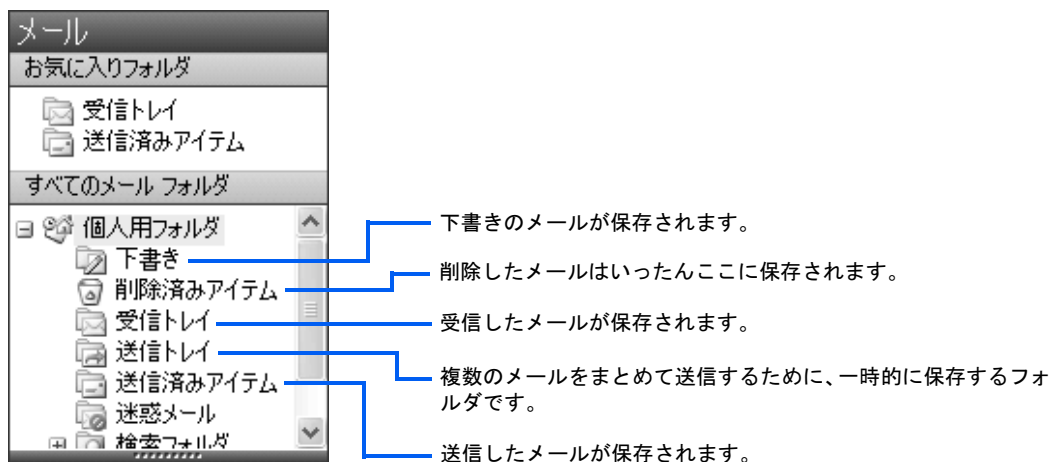 メール
お気に入りフォルダ
受信トレイ
送信済みアイテム
すべてのメール フォルダ
個人用フォルダ
下書き
削除済みアイテム
受信トレイ
送信トレイ
送信済みアイテム
迷惑メール
検索フォルダ
下書きのメールが保存されます。
削除したメールはいったんここに保存されます。
受信したメールが保存されます。
複数のメールをまとめて送信するために、一時的に保存するフォ
ルダです。
送信したメールが保存されます。